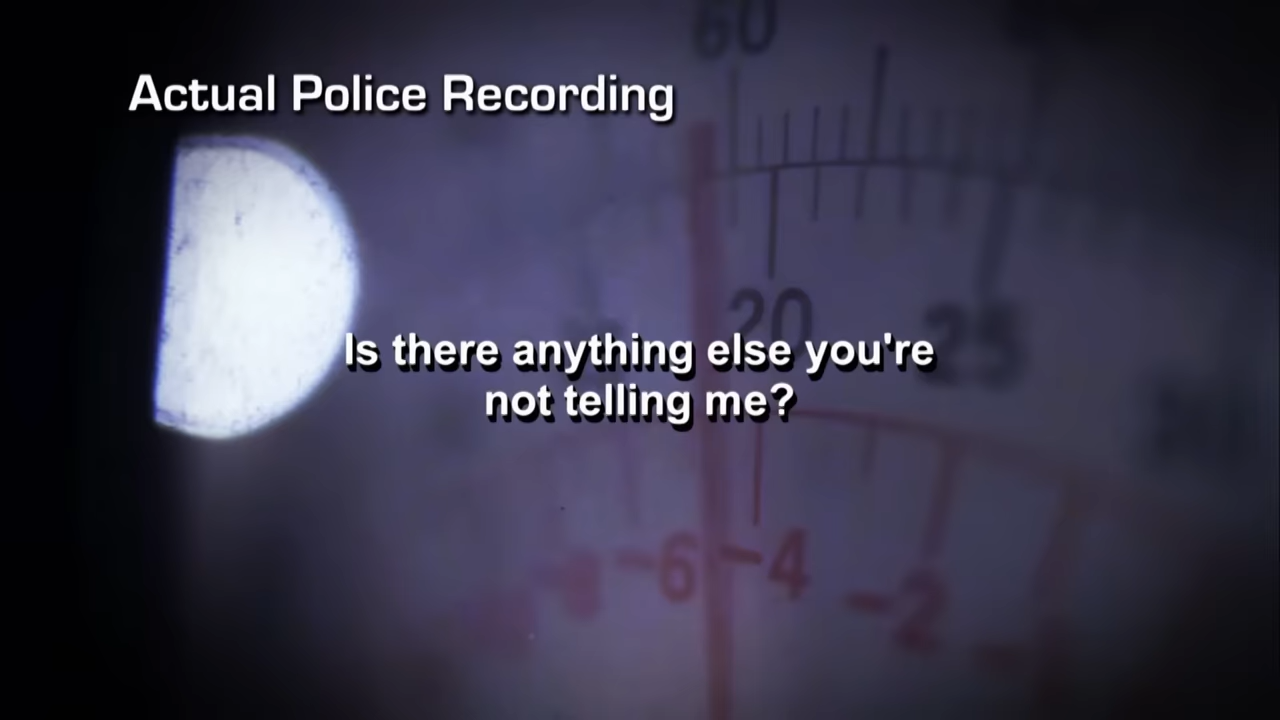 60
Actual Police Recording
20
25
Is there anything else you're
not telling me?
-6
-4
-2